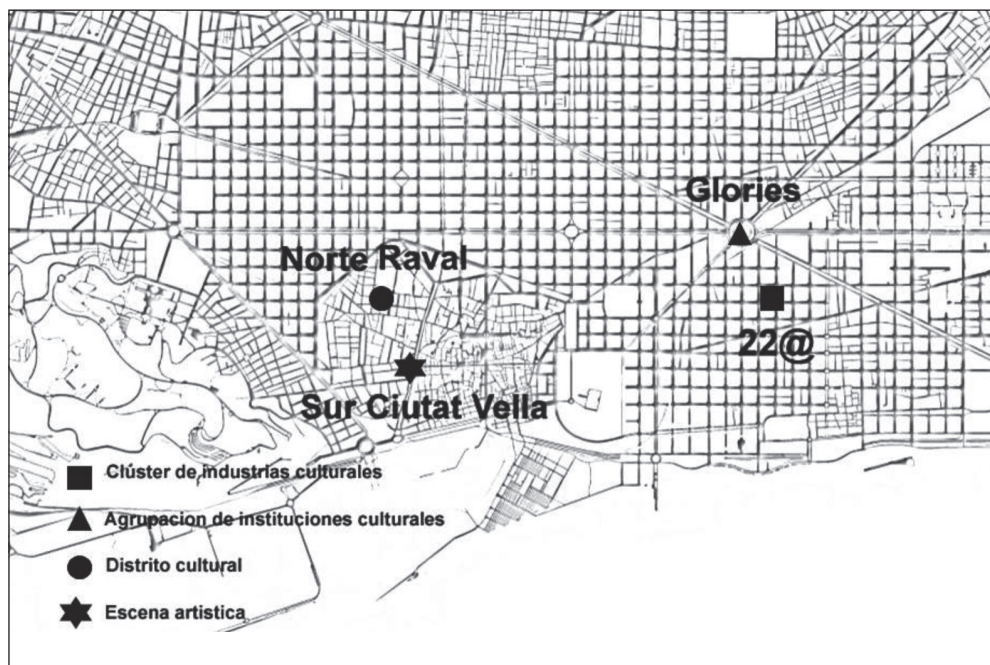 Glories
Norte Raval
22@
Sur Ciutat Vella
Clúster de industrias culturales
Agrupacion de instituciones culturales
Distrito cultural
Escena artistica